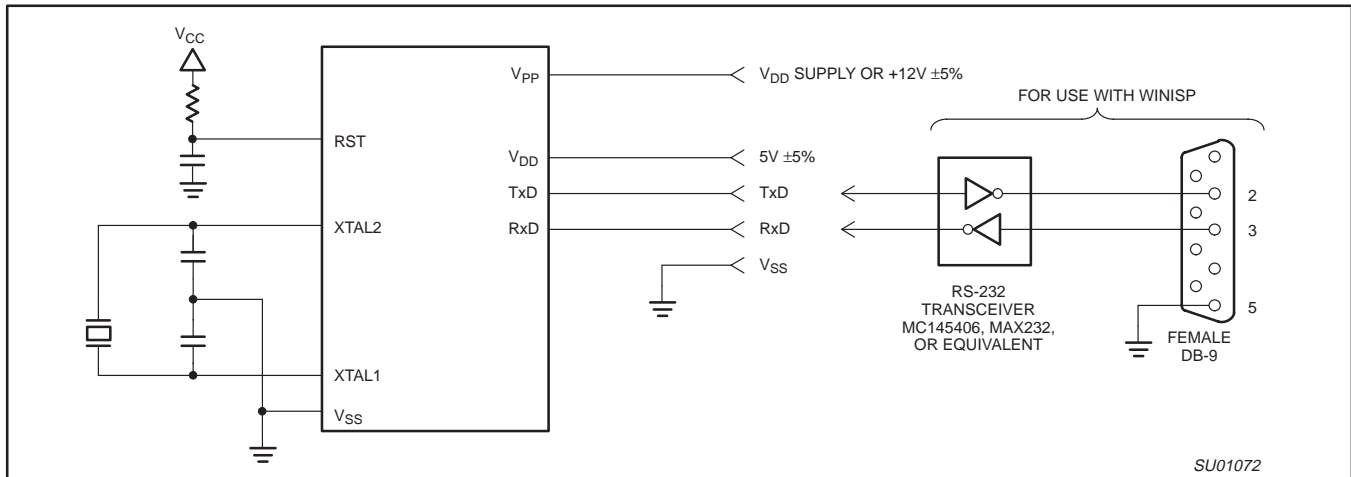 VCC
VPP
VDD SUPPLY OR +12V ±5%
FOR USE WITH WINISP
RST
VDD
5V ±5%
TxD
TxD
2
XTAL2
RxD
RxD
3
VSS
RS-232
TRANSCEIVER
MC145406, MAX232,
OR EQUIVALENT
5
FEMALE
DB-9
XTAL1
VSS
SU01072